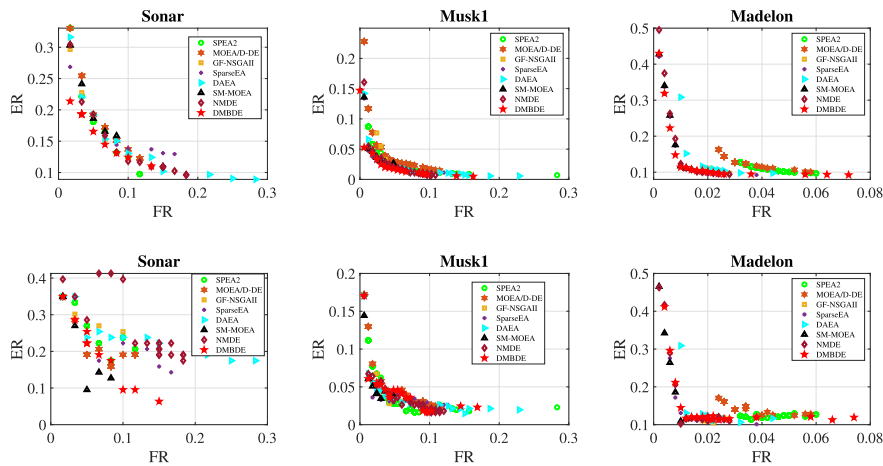 Sonar
0.3
0.25
0.2
0.15
0.1
ER
0
0.1
0.2
0.3
FR
SPEA2
MOEA/D-DE
GF-NSGAII
SparseEA
DAEA
SM-MOEA
NMDE
DMBDE
Musk1
0.25
0.2
0.15
0.1
0.05
0
ER
0
0.1
0.2
0.3
FR
SPEA2
MOEA/D-DE
GF-NSGAII
SparseEA
DAEA
SM-MOEA
NMDE
DMBDE
Madelon
0.5
0.4
0.3
0.2
0.1
ER
0
0.02
0.04
0.06
0.08
FR
SPEA2
MOEA/D-DE
GF-NSGAII
SparseEA
DAEA
SM-MOEA
NMDE
DMBDE
Sonar
0.4
0.3
0.2
0.1
0
ER
0
0.1
0.2
0.3
FR
SPEA2
MOEA/D-DE
GF-NSGAII
SparseEA
DAEA
SM-MOEA
NMDE
DMBDE
Musk1
0.2
0.15
0.1
0.05
0
ER
0
0.1
0.2
0.3
FR
SPEA2
MOEA/D-DE
GF-NSGAII
SparseEA
DAEA
SM-MOEA
NMDE
DMBDE
Madelon
0.5
0.4
0.3
0.2
0.1
ER
0
0.02
0.04
0.06
0.08
FR
SPEA2
MOEA/D-DE
GF-NSGAII
SparseEA
DAEA
SM-MOEA
NMDE
DMBDE